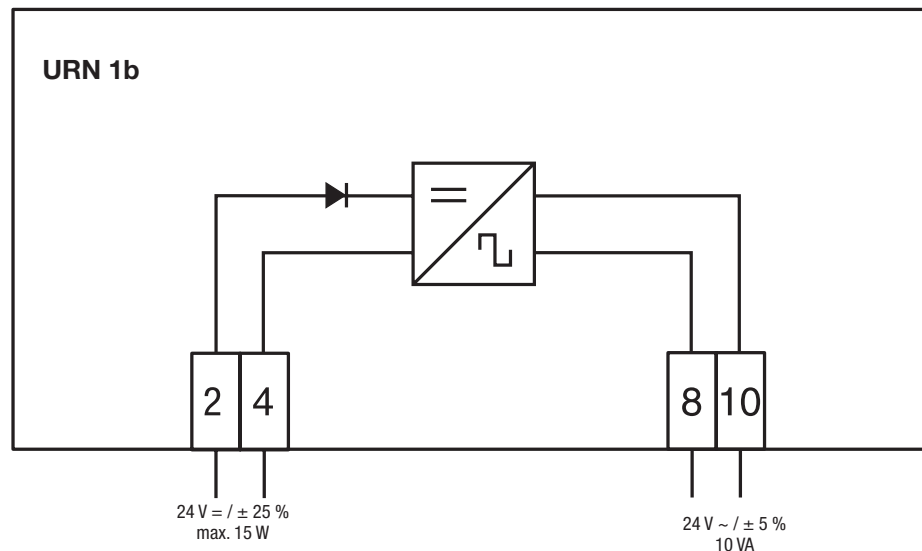 URN 1b
2 4
8 10
24 V = / ± 25 %
max. 15 W
24 V ~ / ± 5 %
10 VA